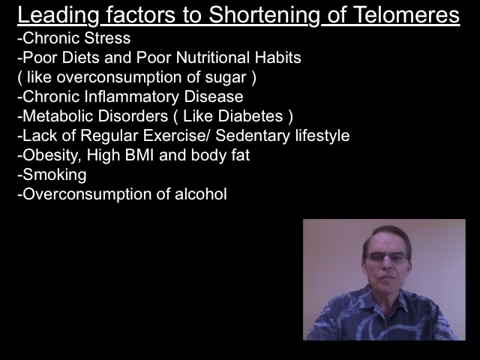 Leading factors to Shortening of Telomeres
-Chronic Stress
-Poor Diets and Poor Nutritional Habits
( like overconsumption of sugar )
-Chronic Inflammatory Disease
-Metabolic Disorders ( Like Diabetes )
-Lack of Regular Exercise/ Sedentary lifestyle
-Obesity, High BMI and body fat
-Smoking
-Overconsumption of alcohol